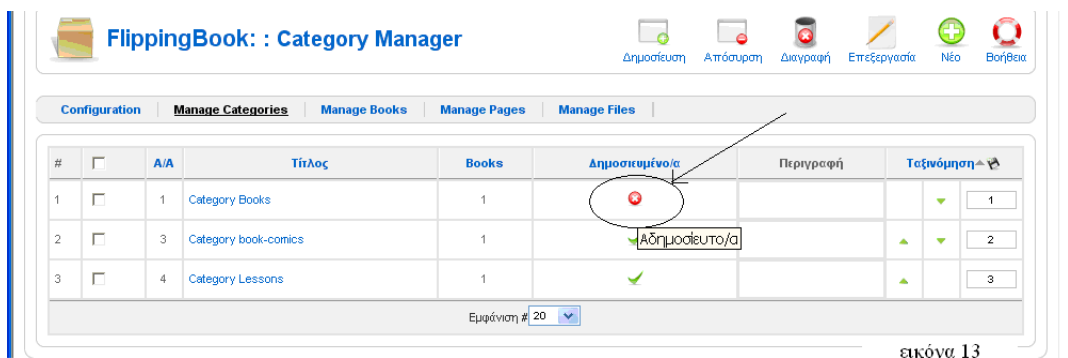 FlippingBook: : Category Manager
Δημοσίευση Απόσυρση Διαγραφή Επεξεργασία Νέο Βοήθεια
Configuration Manage Categories Manage Books Manage Pages Manage Files
# A/A Τίτλος Books Δημοσιευμένο/α Περιγραφή Ταξινόμηση
1 1 Category Books 1 1
2 3 Category book-comics 1 2
Αδημοσίευτο/α
3 4 Category Lessons 1 3
Εμφάνιση # 20
εικόνα 13